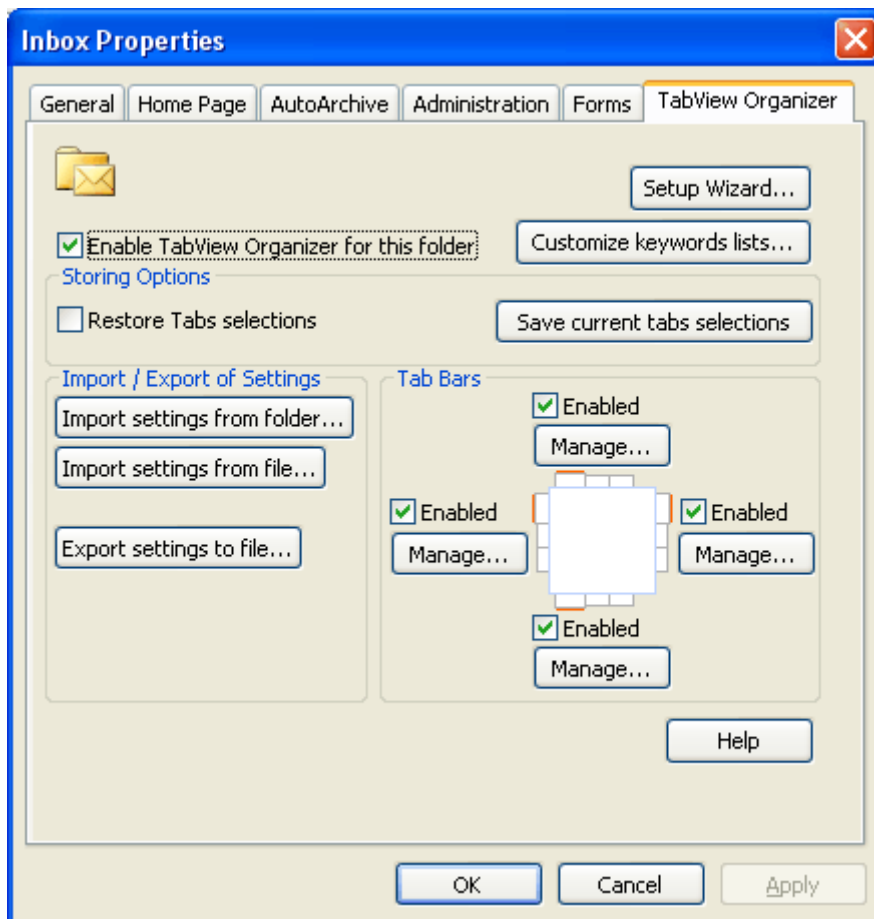 Inbox Properties
General Home Page AutoArchive Administration Forms TabView Organizer
Setup Wizard...
Enable TabView Organizer for this folder
Customize keywords lists...
Storing Options
Restore Tabs selections
Save current tabs selections
Import / Export of Settings
Import settings from folder...
Import settings from file...
Export settings to file...
Tab Bars
Enabled
Manage...
Enabled
Manage...
Enabled
Manage...
Enabled
Manage...
Help
OK Cancel Apply